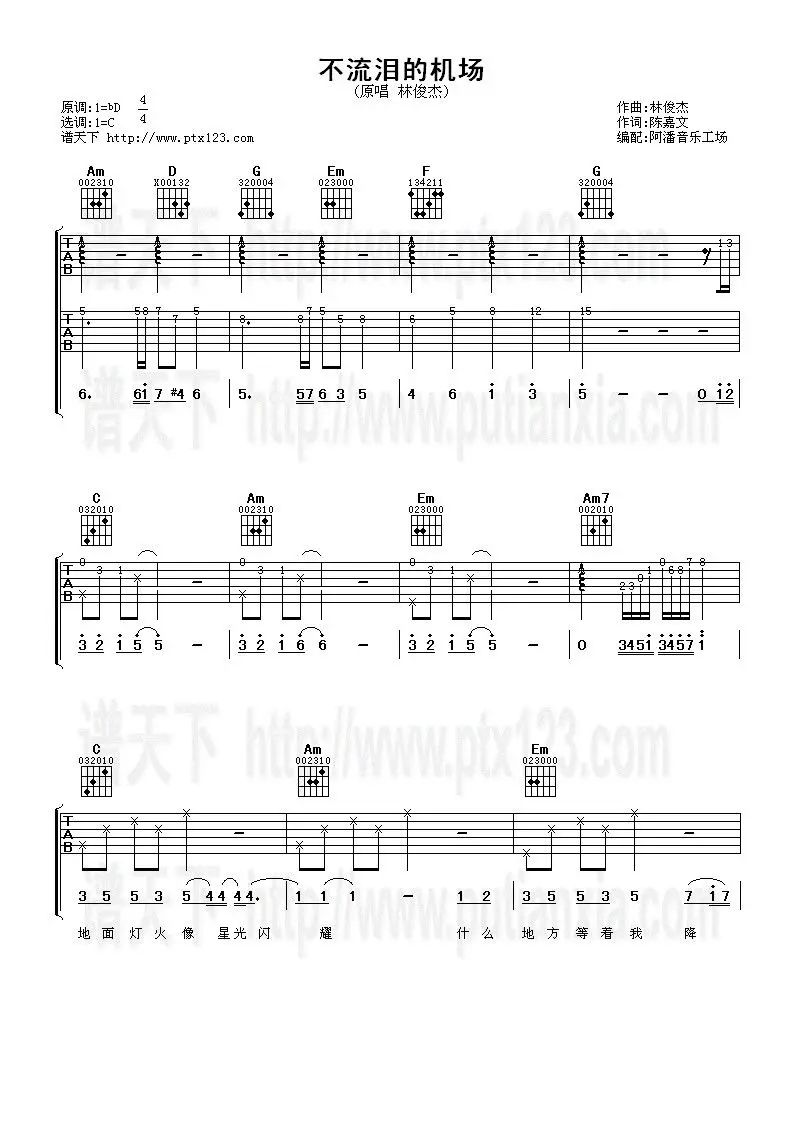 不流泪的机场
(原唱 林俊杰)
原调:1=bD 4/4
作曲:林俊杰
选调:1=C
作词:陈嘉文
谱天下 http://www.ptx123.com
编配:阿潘音乐工场
Am D G Em F G
002310 X00132 320004 023000 134211 320004
谱天下 http://www.ptx123.com
T
A
B
1 3
T
A
B
5 5 8 7 7 5 8 8 7 5 5 8 6 5 8 12 15
6. 6 1 7 #4 6 | 5. 5 7 6 3 5 | 4 6 1 3 | 5 - - 0 1 2
谱天下 http://www.putianxia.com
C Am Em Am7
032010 002310 023000 002010
T
A
B
0 3 1 0 3 1 0 3 1 2 3 0 1 0 6 8 7 8
3 2 1 5 5 - | 3 2 1 6 6 - | 3 2 1 5 5 - | 0 3 4 5 1 3 4 5 7 1
谱天下 http://www.ptx123.com
C Am Em
032010 002310 023000
T
A
B
3 5 5 3 5 4 4 4 4. | 1 1 1 - 1 2 | 3 5 5 3 5 7 1 7
地 面 灯 火 像 星 光 闪 耀 什 么 地 方 等 着 我 降